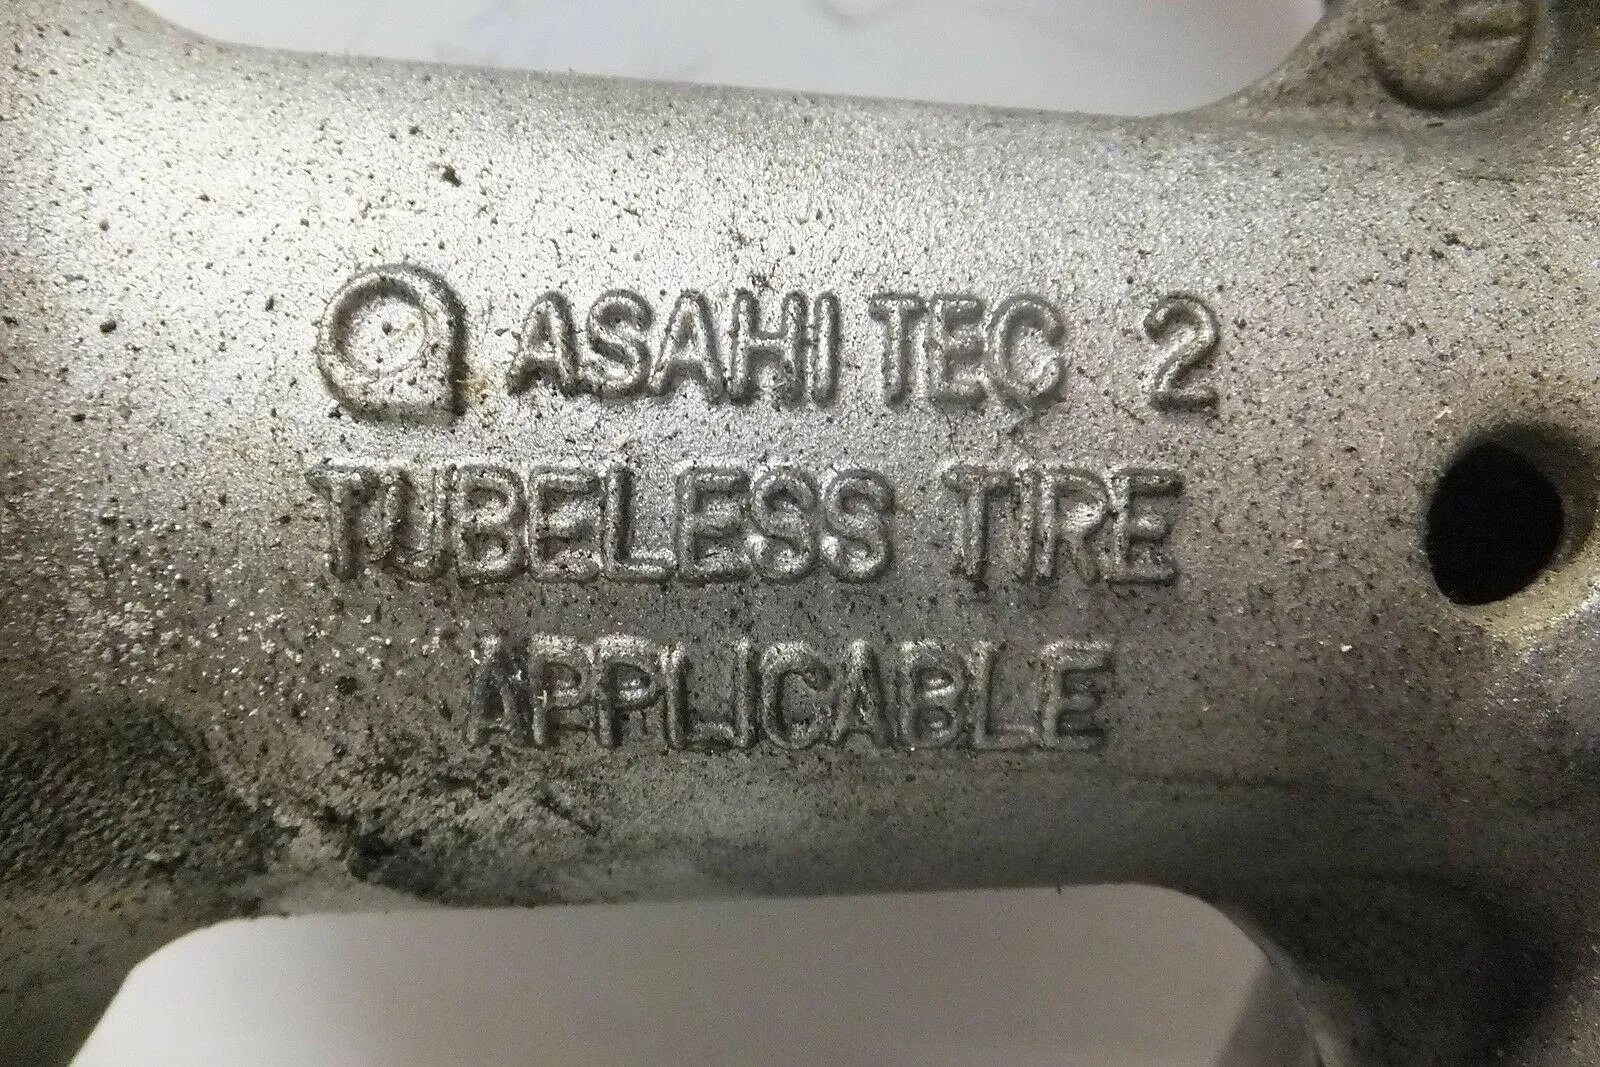 ASAHI TEC 2
TUBELESS TIRE
APPLICABLE